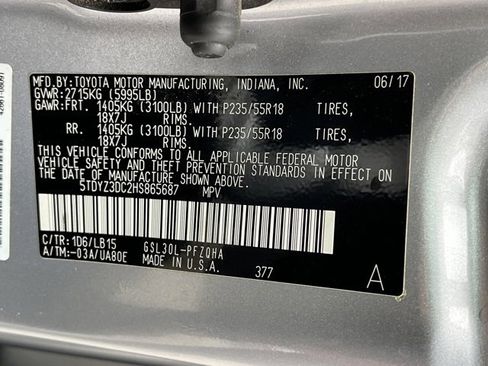 MFD.BY:TOYOTA MOTOR MANUFACTURING, INDIANA, INC. 06/17
GVWR:2715KG (5995LB)
GAWR:FRT. 1405KG (3100LB) WITH P235/55R18 TIRES,
18X7J RIMS.
RR. 1405KG (3100LB) WITH P235/55R18 TIRES,
18X7J RIMS.
THIS VEHICLE CONFORMS TO ALL APPLICABLE FEDERAL MOTOR
VEHICLE SAFETY AND THEFT PREVENTION STANDARDS IN EFFECT ON
THE DATE OF MANUFACTURE SHOWN ABOVE.
5TDYZ3DC2HS865687 MPV
C/TR:1D6/LB15 GSL30L-PFZQHA
A/TM:-03A/UA80E MADE IN U.S.A. 377 A